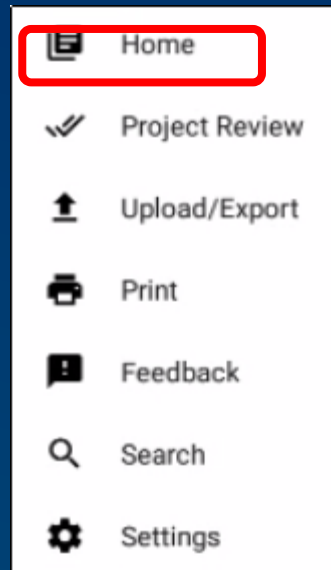 Home
Project Review
Upload/Export
Print
Feedback
Search
Settings